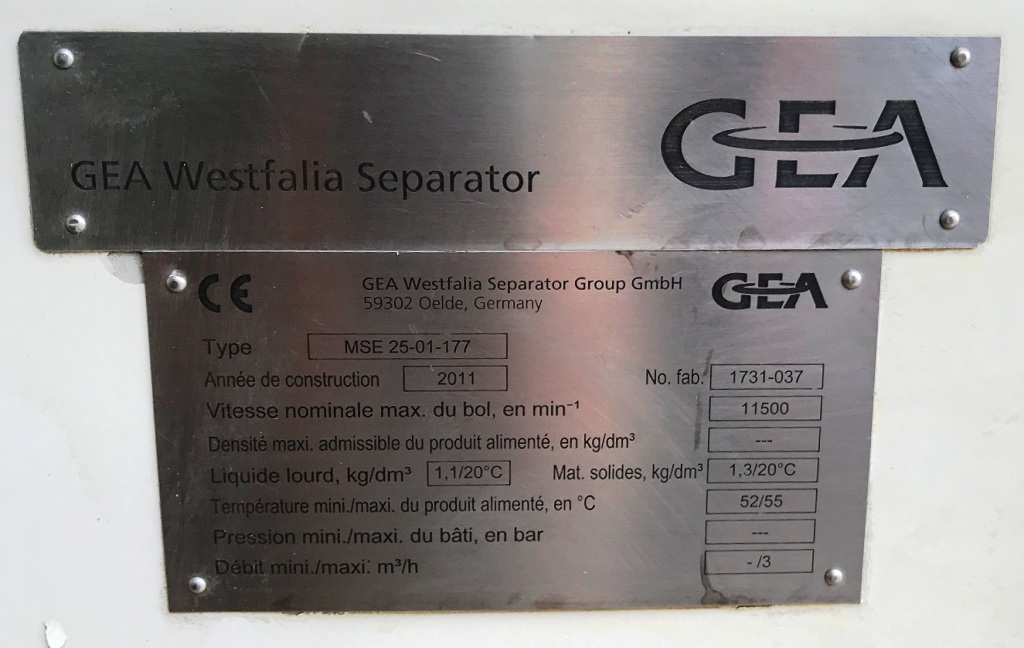 GEA Westfalia Separator
GEA
CE
GEA Westfalia Separator Group GmbH
59302 Oelde, Germany
GEA
Type MSE 25-01-177
Année de construction 2011 No. fab. 1731-037
Vitesse nominale max. du bol, en min⁻¹ 11500
Densité maxi. admissible du produit alimenté, en kg/dm³ ---
Liquide lourd, kg/dm³ 1,1/20°C Mat. solides, kg/dm³ 1,3/20°C
Température mini./maxi. du produit alimenté, en °C 52/55
Pression mini./maxi. du bâti, en bar ---
Débit mini./maxi: m³/h - /3